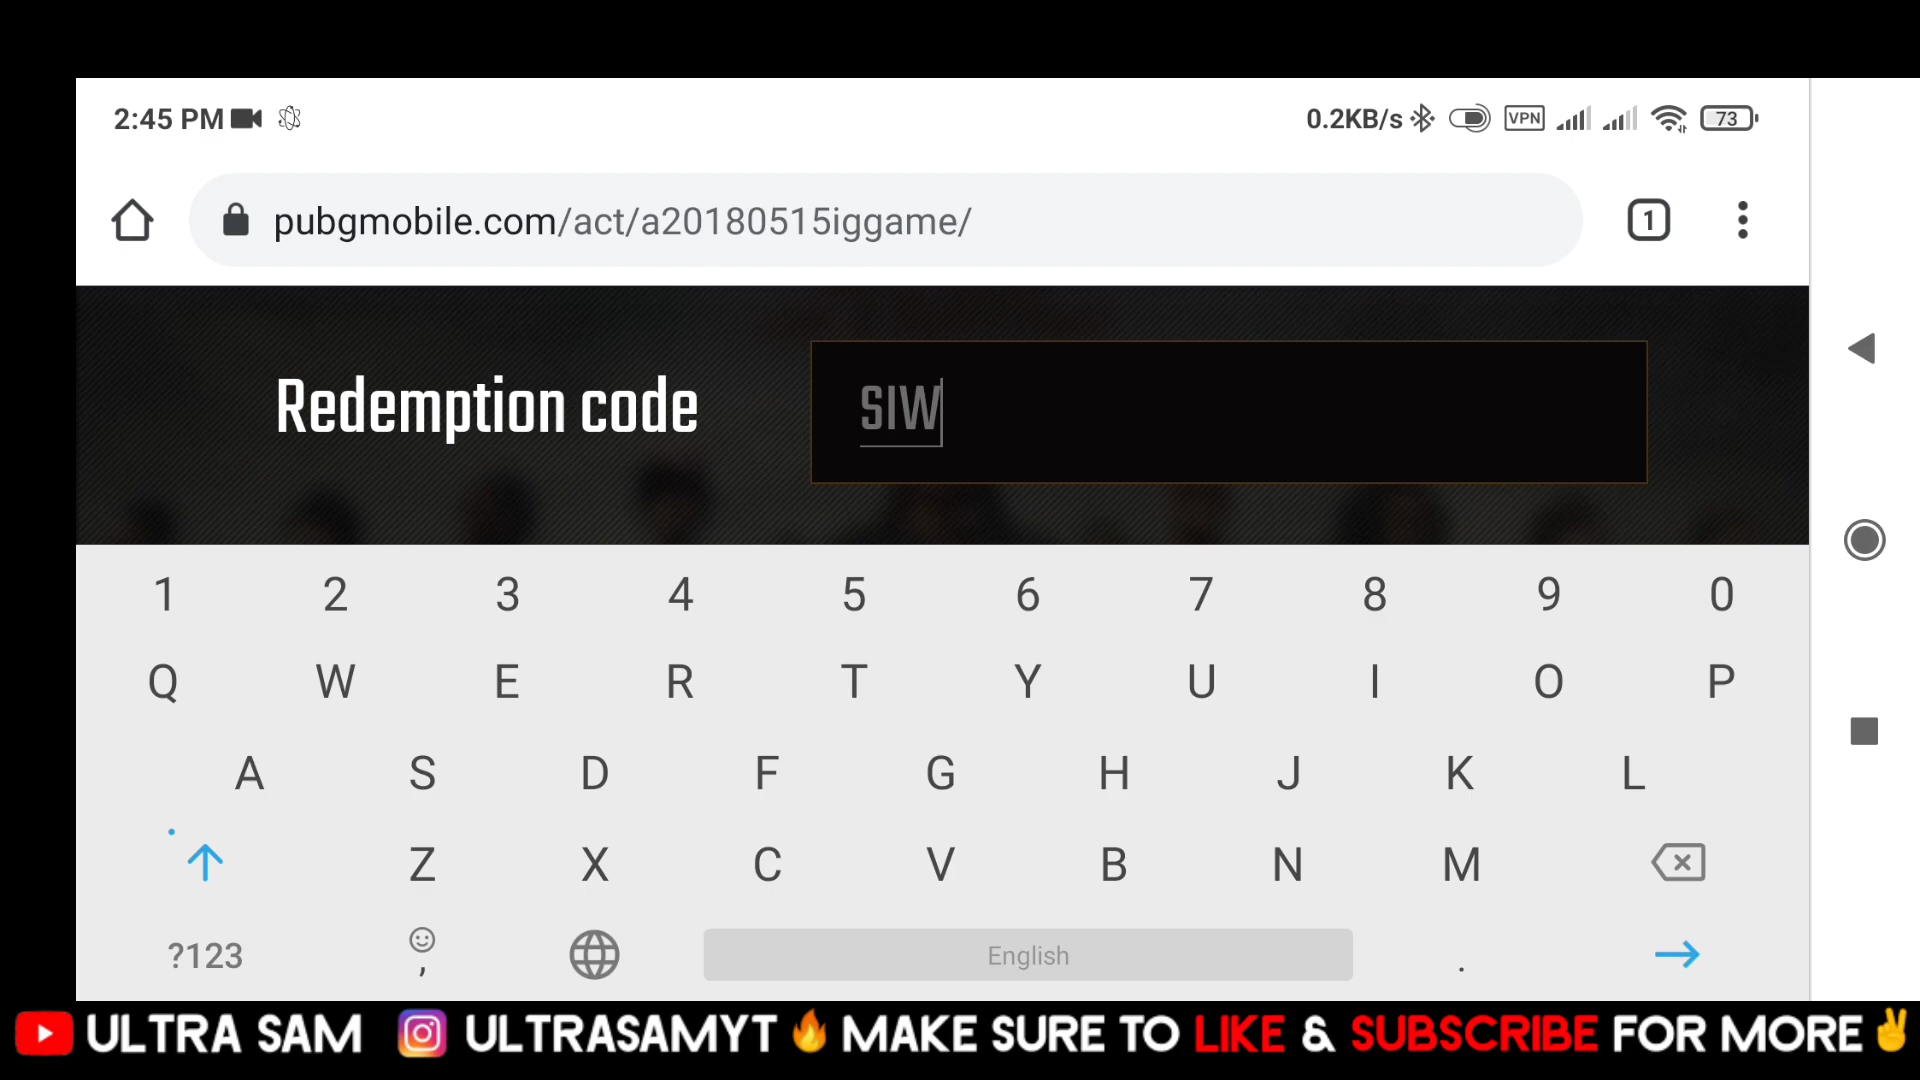 2:45 PM 0.2KB/s VPN 73
pubgmobile.com/act/a20180515iggame/ 1
Redemption code SIW
1 2 3 4 5 6 7 8 9 0
Q W E R T Y U I O P
A S D F G H J K L
Z X C V B N M
?123 , English .
ULTRA SAM ULTRASAMYT🔥MAKE SURE TO LIKE & SUBSCRIBE FOR MORE✌